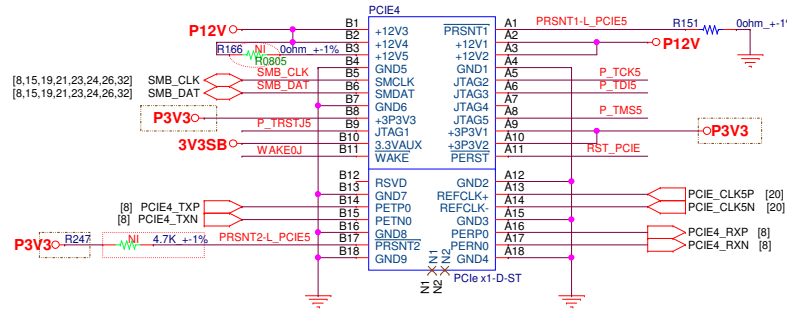 PCIE4
P12V
B1 +12V3 PRSNT1 A1 PRSNT1-L_PCIE5 R151 0ohm_+-1%
B2 +12V4 +12V1 A2 P12V
R166 NI 0ohm_+-1% B3 +12V5 +12V2 A3
R0805
B4 GND5 GND1 A4
[8,15,19,21,23,24,26,32] SMB_CLK SMB_CLK B5 SMCLK JTAG2 A5 P_TCK5
[8,15,19,21,23,24,26,32] SMB_DAT SMB_DAT B6 SMDAT JTAG3 A6 P_TDI5
B7 GND6 JTAG4 A7
P3V3 B8 +3P3V3 JTAG5 A8 P_TMS5
P_TRSTJ5 B9 JTAG1 +3P3V1 A9 P3V3
3V3SB B10 3.3VAUX +3P3V2 A10
WAKE0J B11 WAKE PERST A11 RST_PCIE
B12 RSVD GND2 A12
B13 GND7 REFCLK+ A13 PCIE_CLK5P [20]
[8] PCIE4_TXP B14 PETP0 REFCLK- A14 PCIE_CLK5N [20]
[8] PCIE4_TXN B15 PETN0 GND3 A15
B16 GND8 PERP0 A16 PCIE4_RXP [8]
P3V3 R247 NI 4.7K_+-1% PRSNT2-L_PCIE5 B17 PRSNT2 PERN0 A17 PCIE4_RXN [8]
B18 GND9 GND4 A18
N1 N2
N1 N2 PCIe x1-D-ST